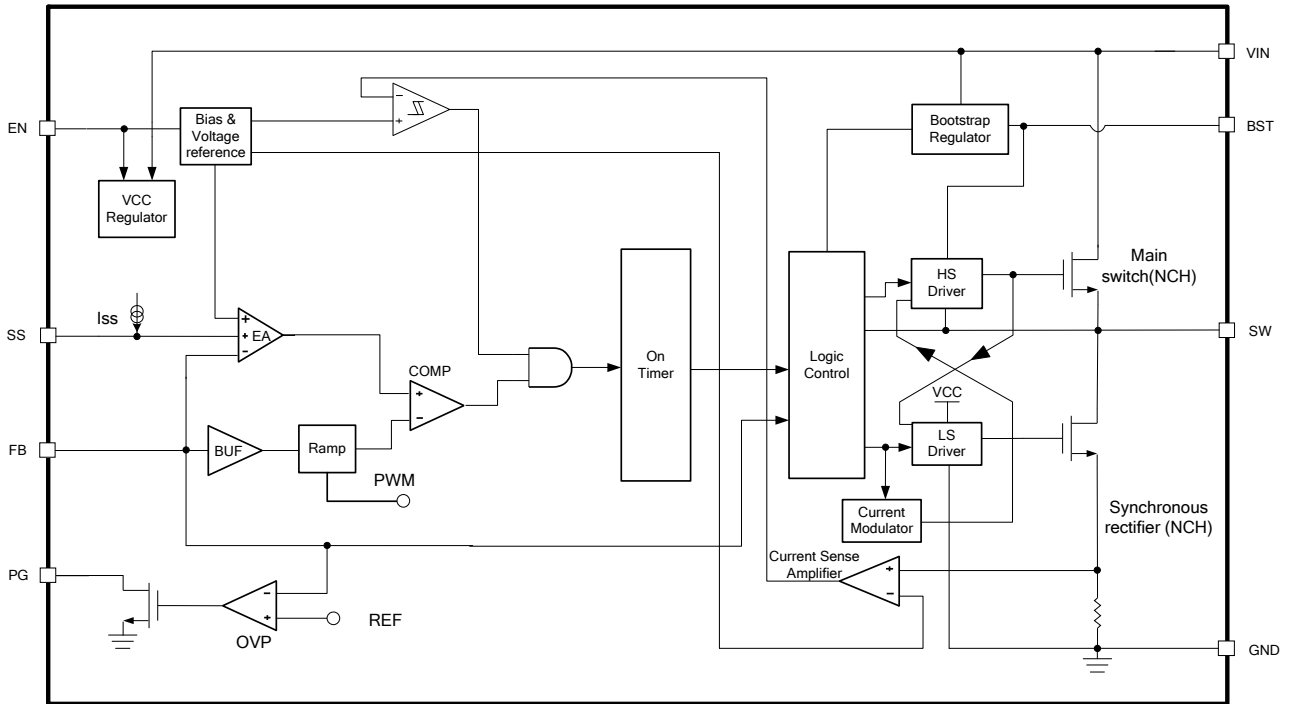 VIN
EN
Bias &
Voltage
reference
-
+
Bootstrap
Regulator
BST
VCC
Regulator
Iss
SS
+
+
-
EA
On
Timer
Logic
Control
HS
Driver
Main
switch(NCH)
SW
COMP
+
-
VCC
LS
Driver
FB
BUF
Ramp
PWM
Current
Modulator
Synchronous
rectifier (NCH)
PG
-
+
OVP
REF
Current Sense
Amplifier
+
-
GND